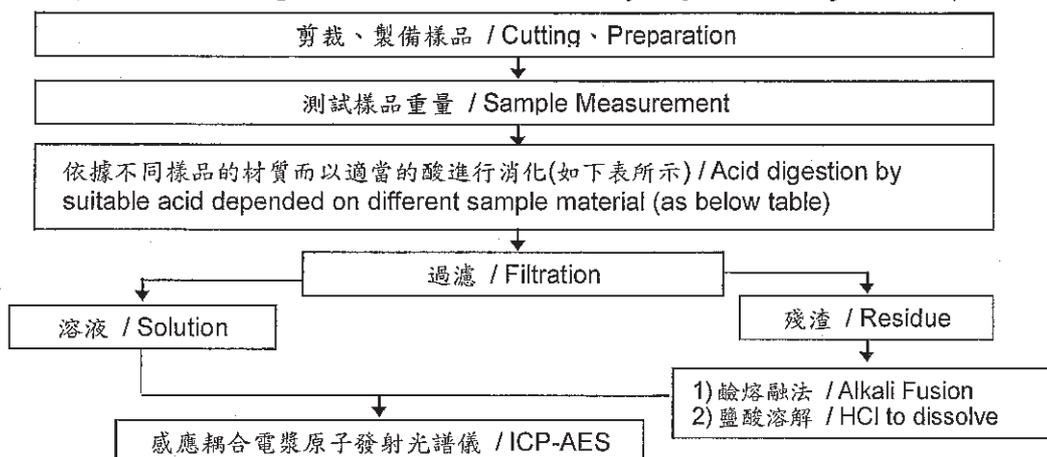 剪裁、製備樣品 / Cutting、Preparation
測試樣品重量 / Sample Measurement
依據不同樣品的材質而以適當的酸進行消化(如下表所示) / Acid digestion by
suitable acid depended on different sample material (as below table)
過濾 / Filtration
溶液 / Solution
殘渣 / Residue
1) 鹼熔融法 / Alkali Fusion
2) 鹽酸溶解 / HCl to dissolve
感應耦合電漿原子發射光譜儀 / ICP-AES